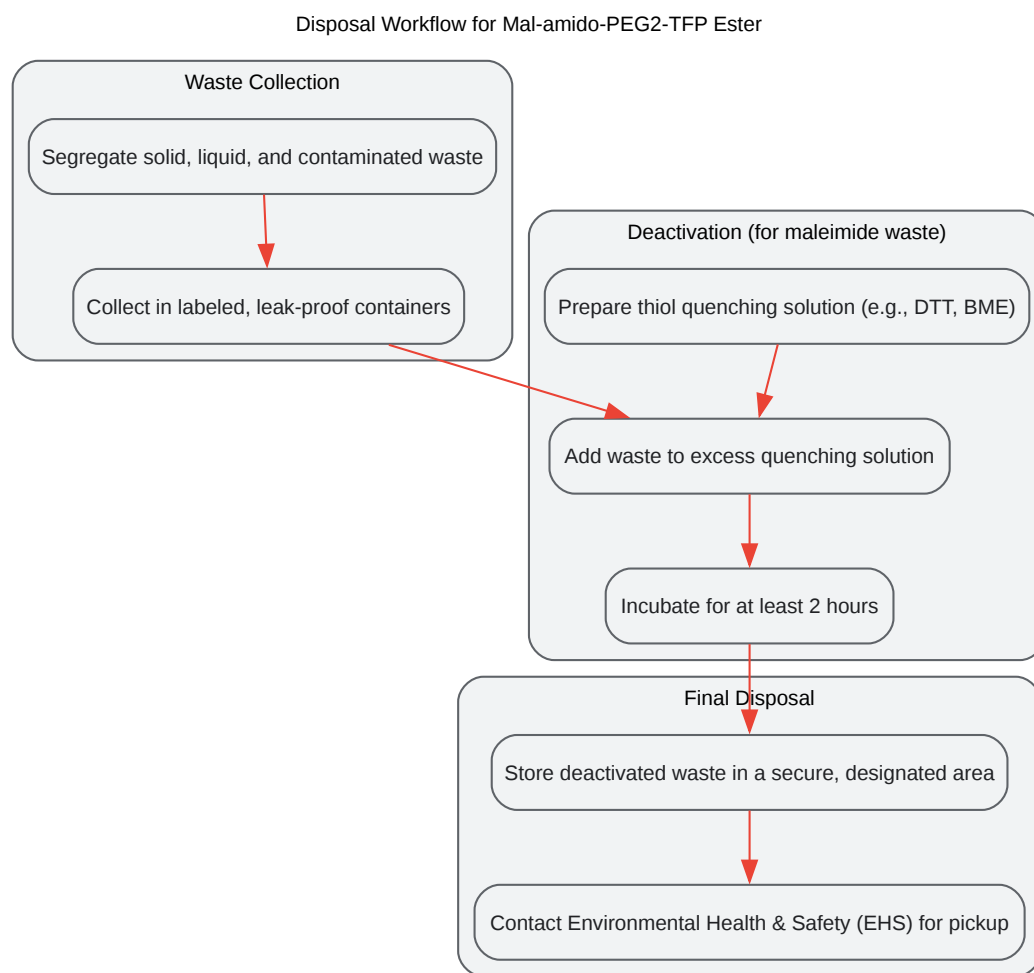 Disposal Workflow for Mal-amido-PEG2-TFP Ester
Waste Collection
Segregate solid, liquid, and contaminated waste
Collect in labeled, leak-proof containers
Deactivation (for maleimide waste)
Prepare thiol quenching solution (e.g., DTT, BME)
Add waste to excess quenching solution
Incubate for at least 2 hours
Final Disposal
Store deactivated waste in a secure, designated area
Contact Environmental Health & Safety (EHS) for pickup